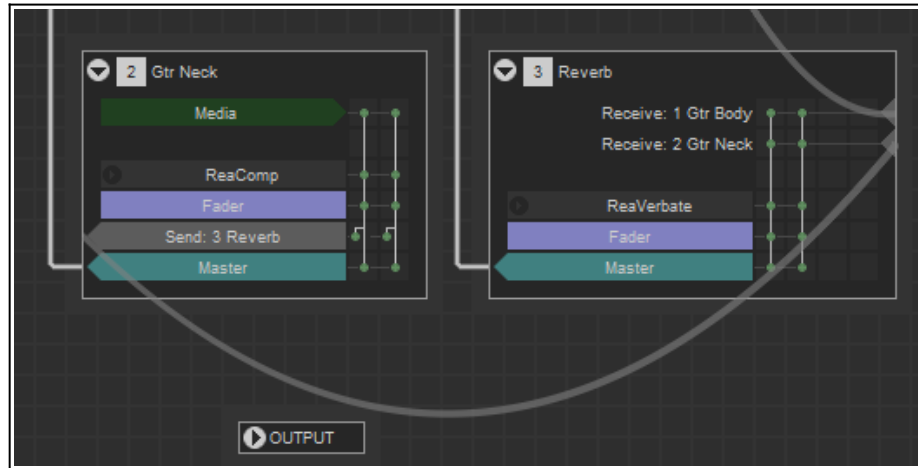 2 Gtr Neck
Media
ReaComp
Fader
Send: 3 Reverb
Master
3 Reverb
Receive: 1 Gtr Body
Receive: 2 Gtr Neck
ReaVerbate
Fader
Master
OUTPUT